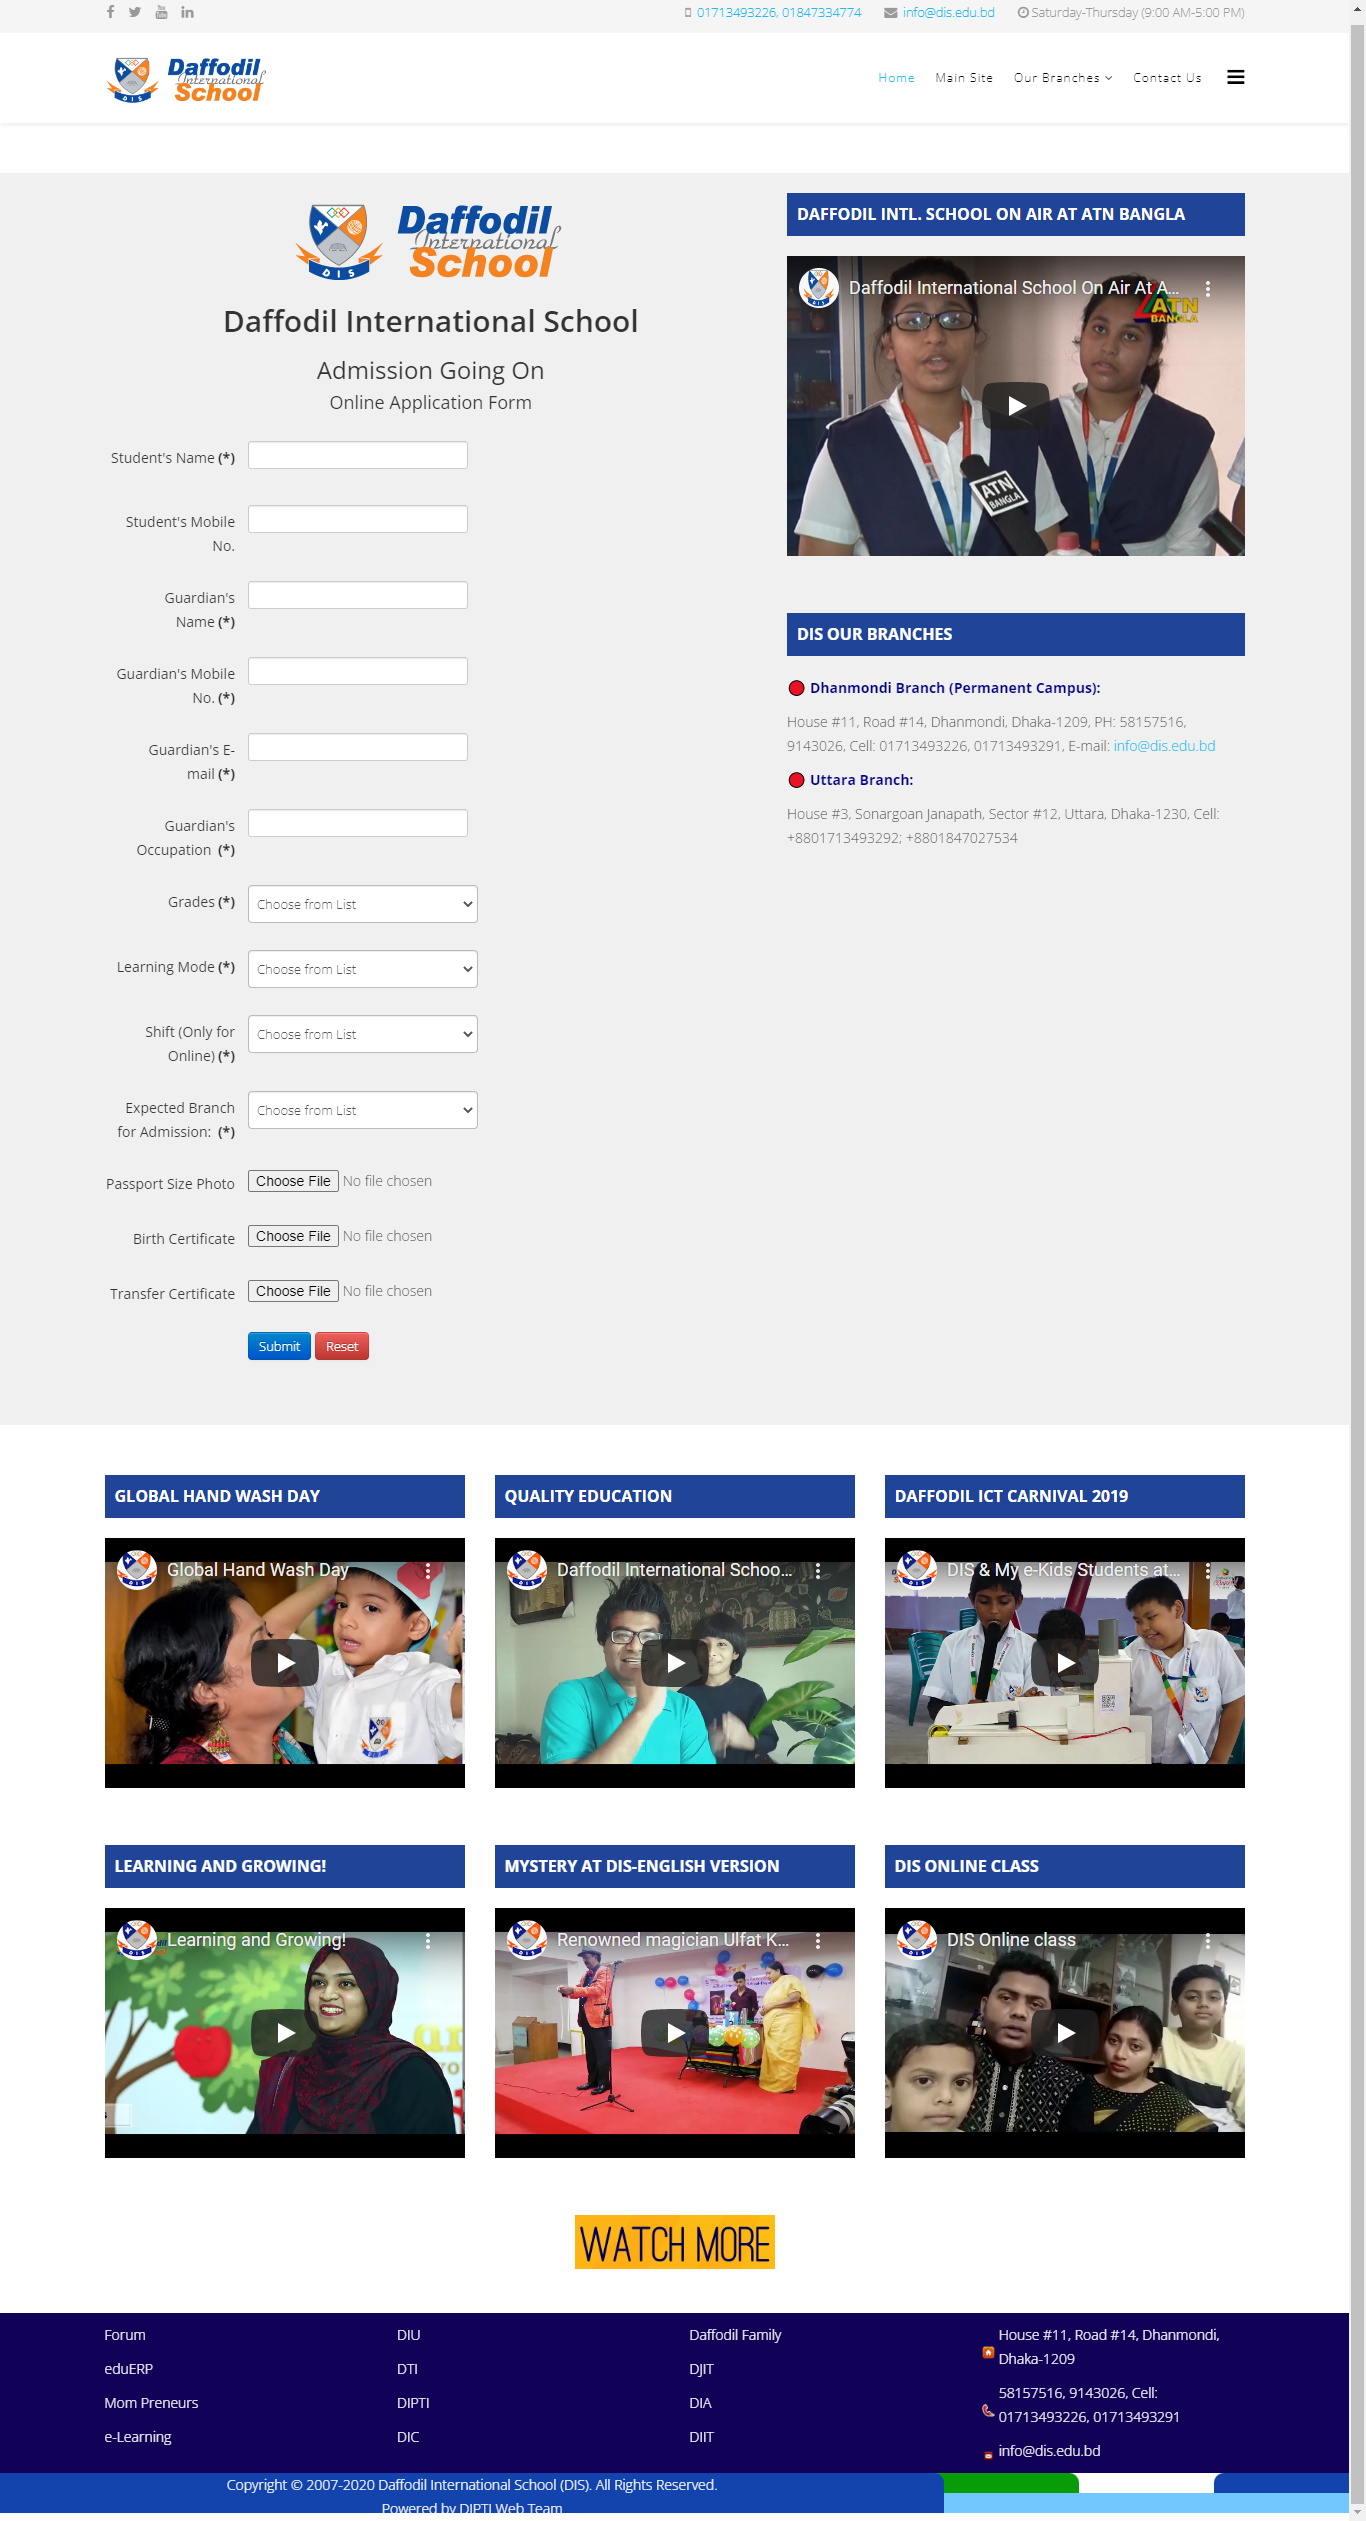 01713493226, 01847334774 info@dis.edu.bd Saturday-Thursday (9:00 AM-5:00 PM)
Daffodil
International
School
DIS
Home Main Site Our Branches Contact Us
Daffodil
International
School
DIS
Daffodil International School
Admission Going On
Online Application Form
Student's Name (*)
Student's Mobile
No.
Guardian's
Name (*)
Guardian's Mobile
No. (*)
Guardian's E-
mail (*)
Guardian's
Occupation (*)
Grades (*) Choose from List
Learning Mode (*) Choose from List
Shift (Only for
Online) (*) Choose from List
Expected Branch
for Admission: (*) Choose from List
Passport Size Photo Choose File No file chosen
Birth Certificate Choose File No file chosen
Transfer Certificate Choose File No file chosen
Submit Reset
DAFFODIL INTL. SCHOOL ON AIR AT ATN BANGLA
Daffodil International School On Air At A...
ATN
BANGLA
ATN
BANGLA
DIS OUR BRANCHES
Dhanmondi Branch (Permanent Campus):
House #11, Road #14, Dhanmondi, Dhaka-1209, PH: 58157516,
9143026, Cell: 01713493226, 01713493291, E-mail: info@dis.edu.bd
Uttara Branch:
House #3, Sonargoan Janapath, Sector #12, Uttara, Dhaka-1230, Cell:
+8801713493292; +8801847027534
GLOBAL HAND WASH DAY
Global Hand Wash Day
DIS
QUALITY EDUCATION
Daffodil International Schoo...
DAFFODIL ICT CARNIVAL 2019
DIS & My e-Kids Students at...
LEARNING AND GROWING!
Learning and Growing!
MYSTERY AT DIS-ENGLISH VERSION
Renowned magician Ulfat K...
DIS ONLINE CLASS
DIS Online class
WATCH MORE
Forum DIU Daffodil Family House #11, Road #14, Dhanmondi,
Dhaka-1209
eduERP DTI DJIT
58157516, 9143026, Cell:
Mom Preneurs DIPTI DIA
01713493226, 01713493291
e-Learning DIC DIIT
info@dis.edu.bd
Copyright © 2007-2020 Daffodil International School (DIS). All Rights Reserved.
Powered by DIPTI Web Team